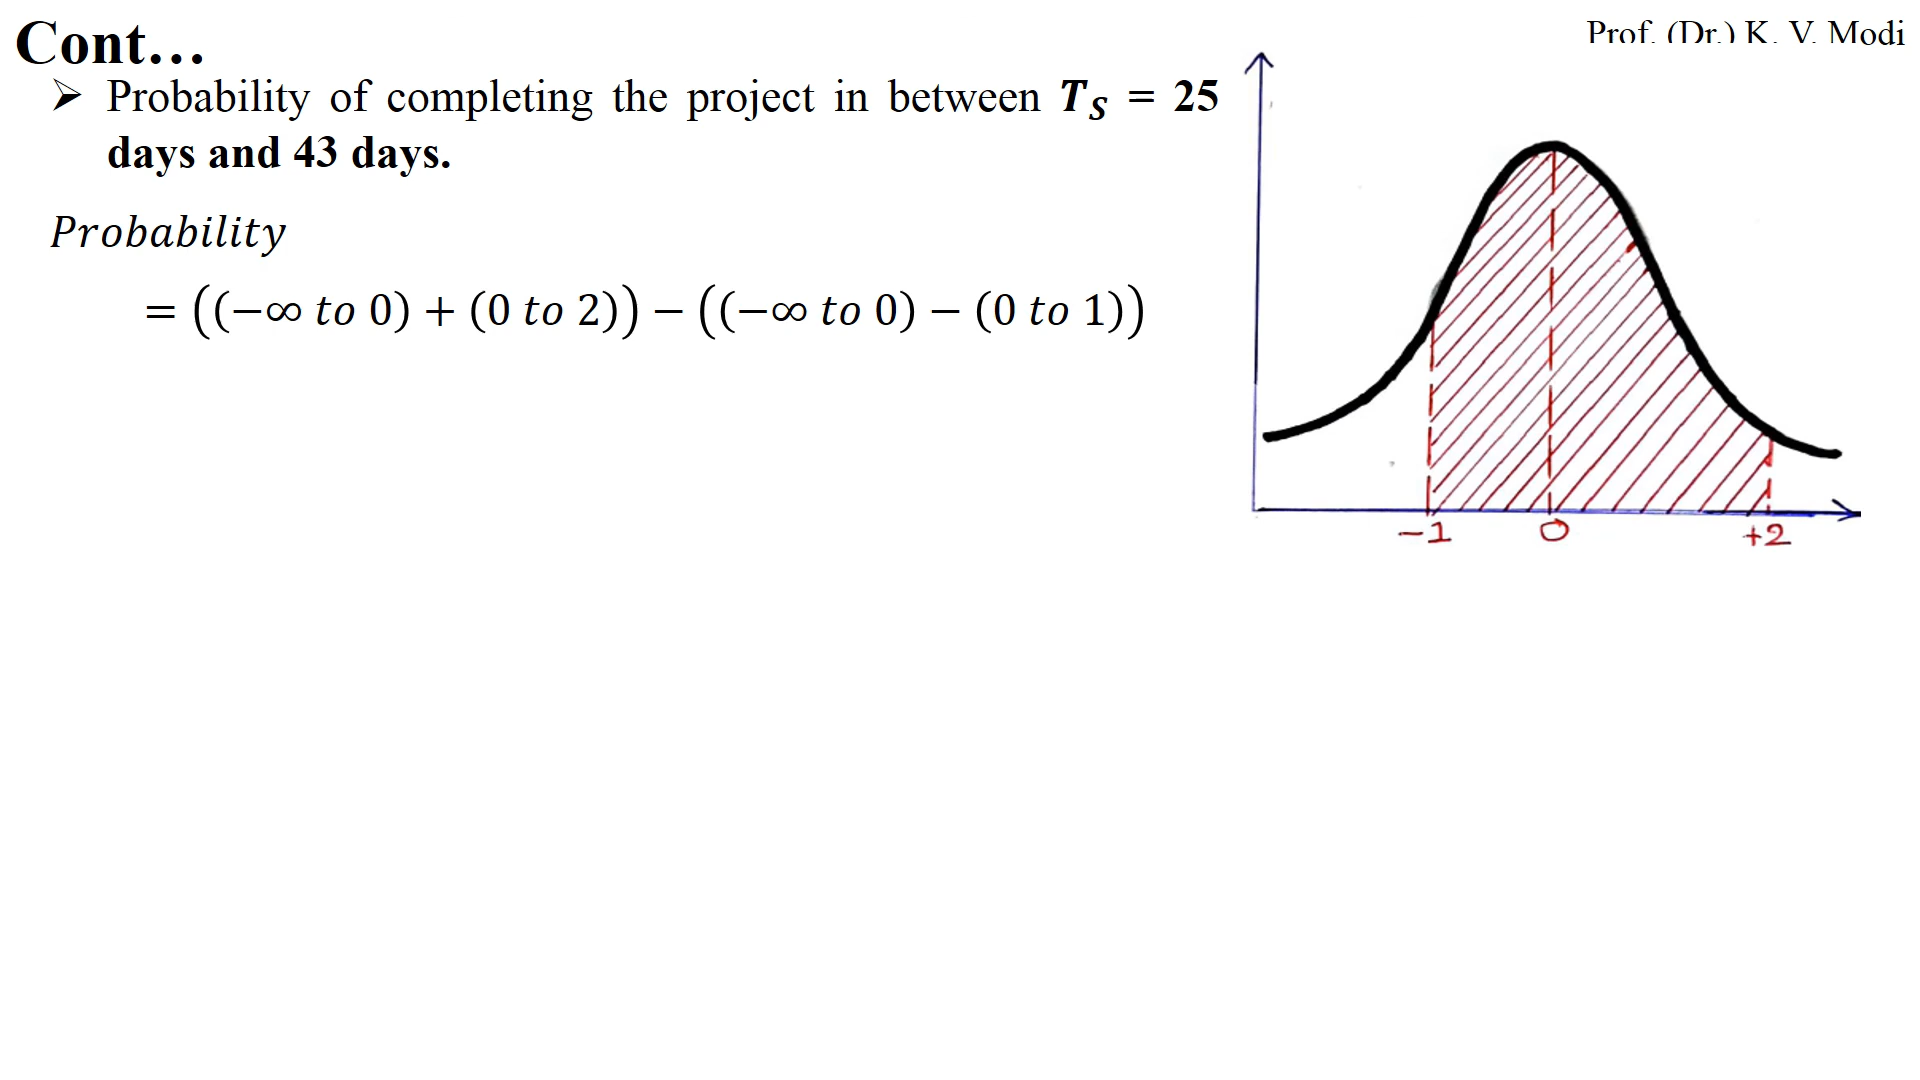 Cont…
Prof. (Dr.) K. V. Modi
➢ Probability of completing the project in between T_S = 25
days and 43 days.
Probability
= ((−∞ to 0) + (0 to 2)) − ((−∞ to 0) − (0 to 1))
−1 0 +2